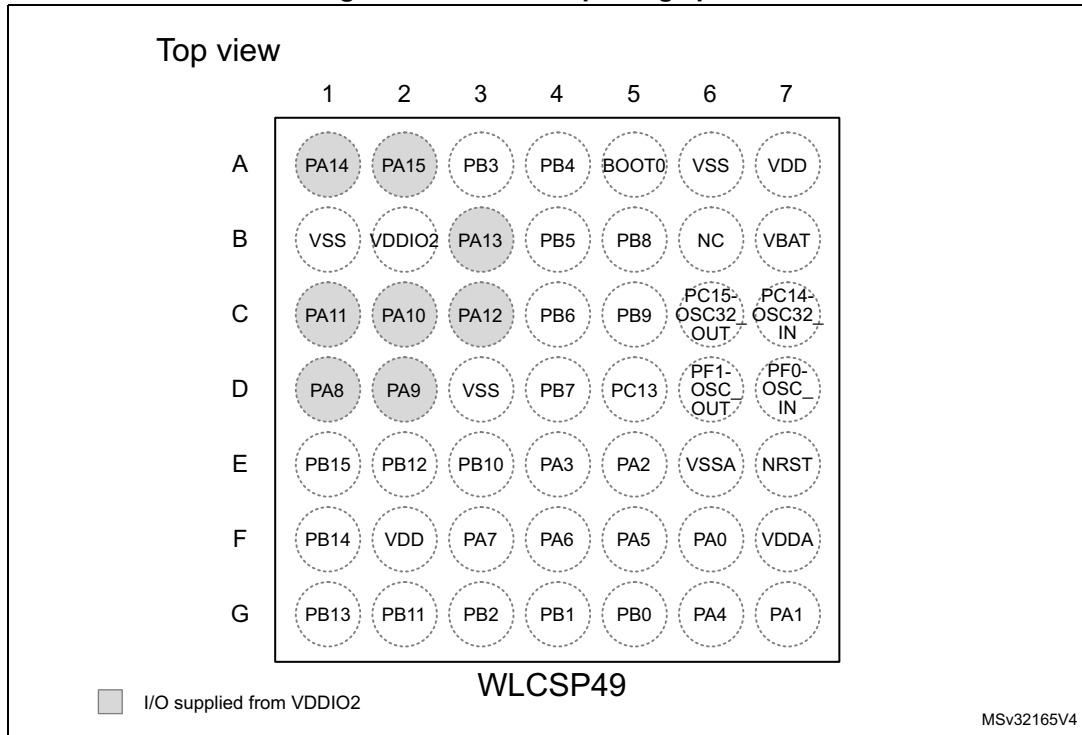 Top view
1 2 3 4 5 6 7
A PA14 PA15 PB3 PB4 BOOT0 VSS VDD
B VSS VDDIO2 PA13 PB5 PB8 NC VBAT
C PA11 PA10 PA12 PB6 PB9 PC15-OSC32_OUT PC14-OSC32_IN
D PA8 PA9 VSS PB7 PC13 PF1-OSC_OUT PF0-OSC_IN
E PB15 PB12 PB10 PA3 PA2 VSSA NRST
F PB14 VDD PA7 PA6 PA5 PA0 VDDA
G PB13 PB11 PB2 PB1 PB0 PA4 PA1
WLCSP49
I/O supplied from VDDIO2
MSv32165V4